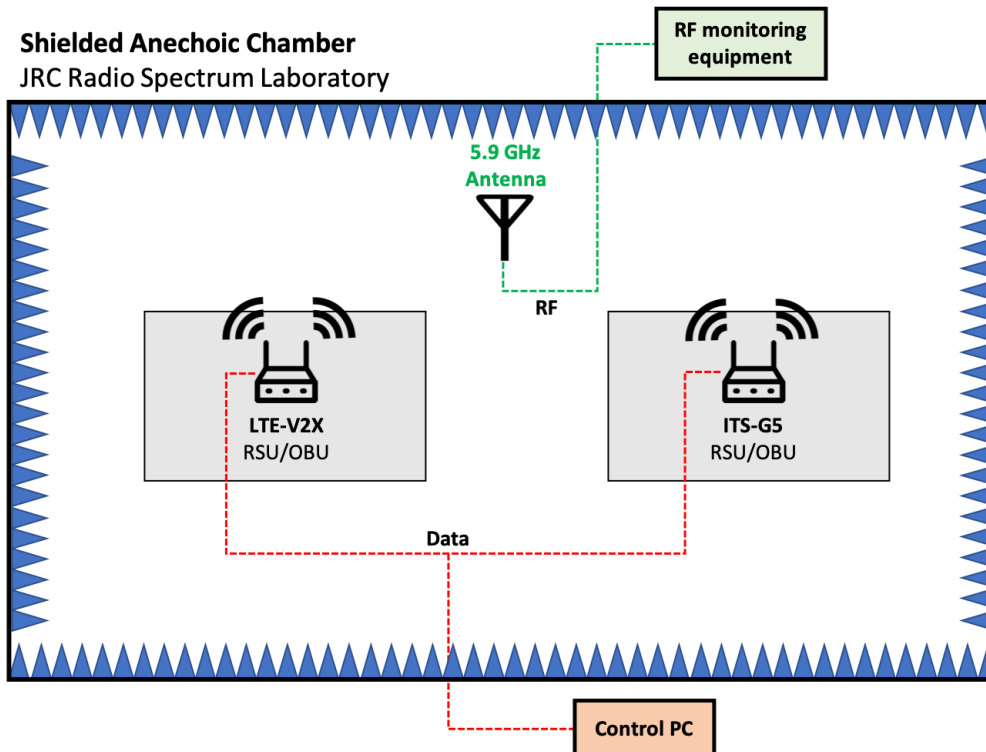 Shielded Anechoic Chamber
JRC Radio Spectrum Laboratory
RF monitoring
equipment
5.9 GHz
Antenna
RF
LTE-V2X
RSU/OBU
ITS-G5
RSU/OBU
Data
Control PC